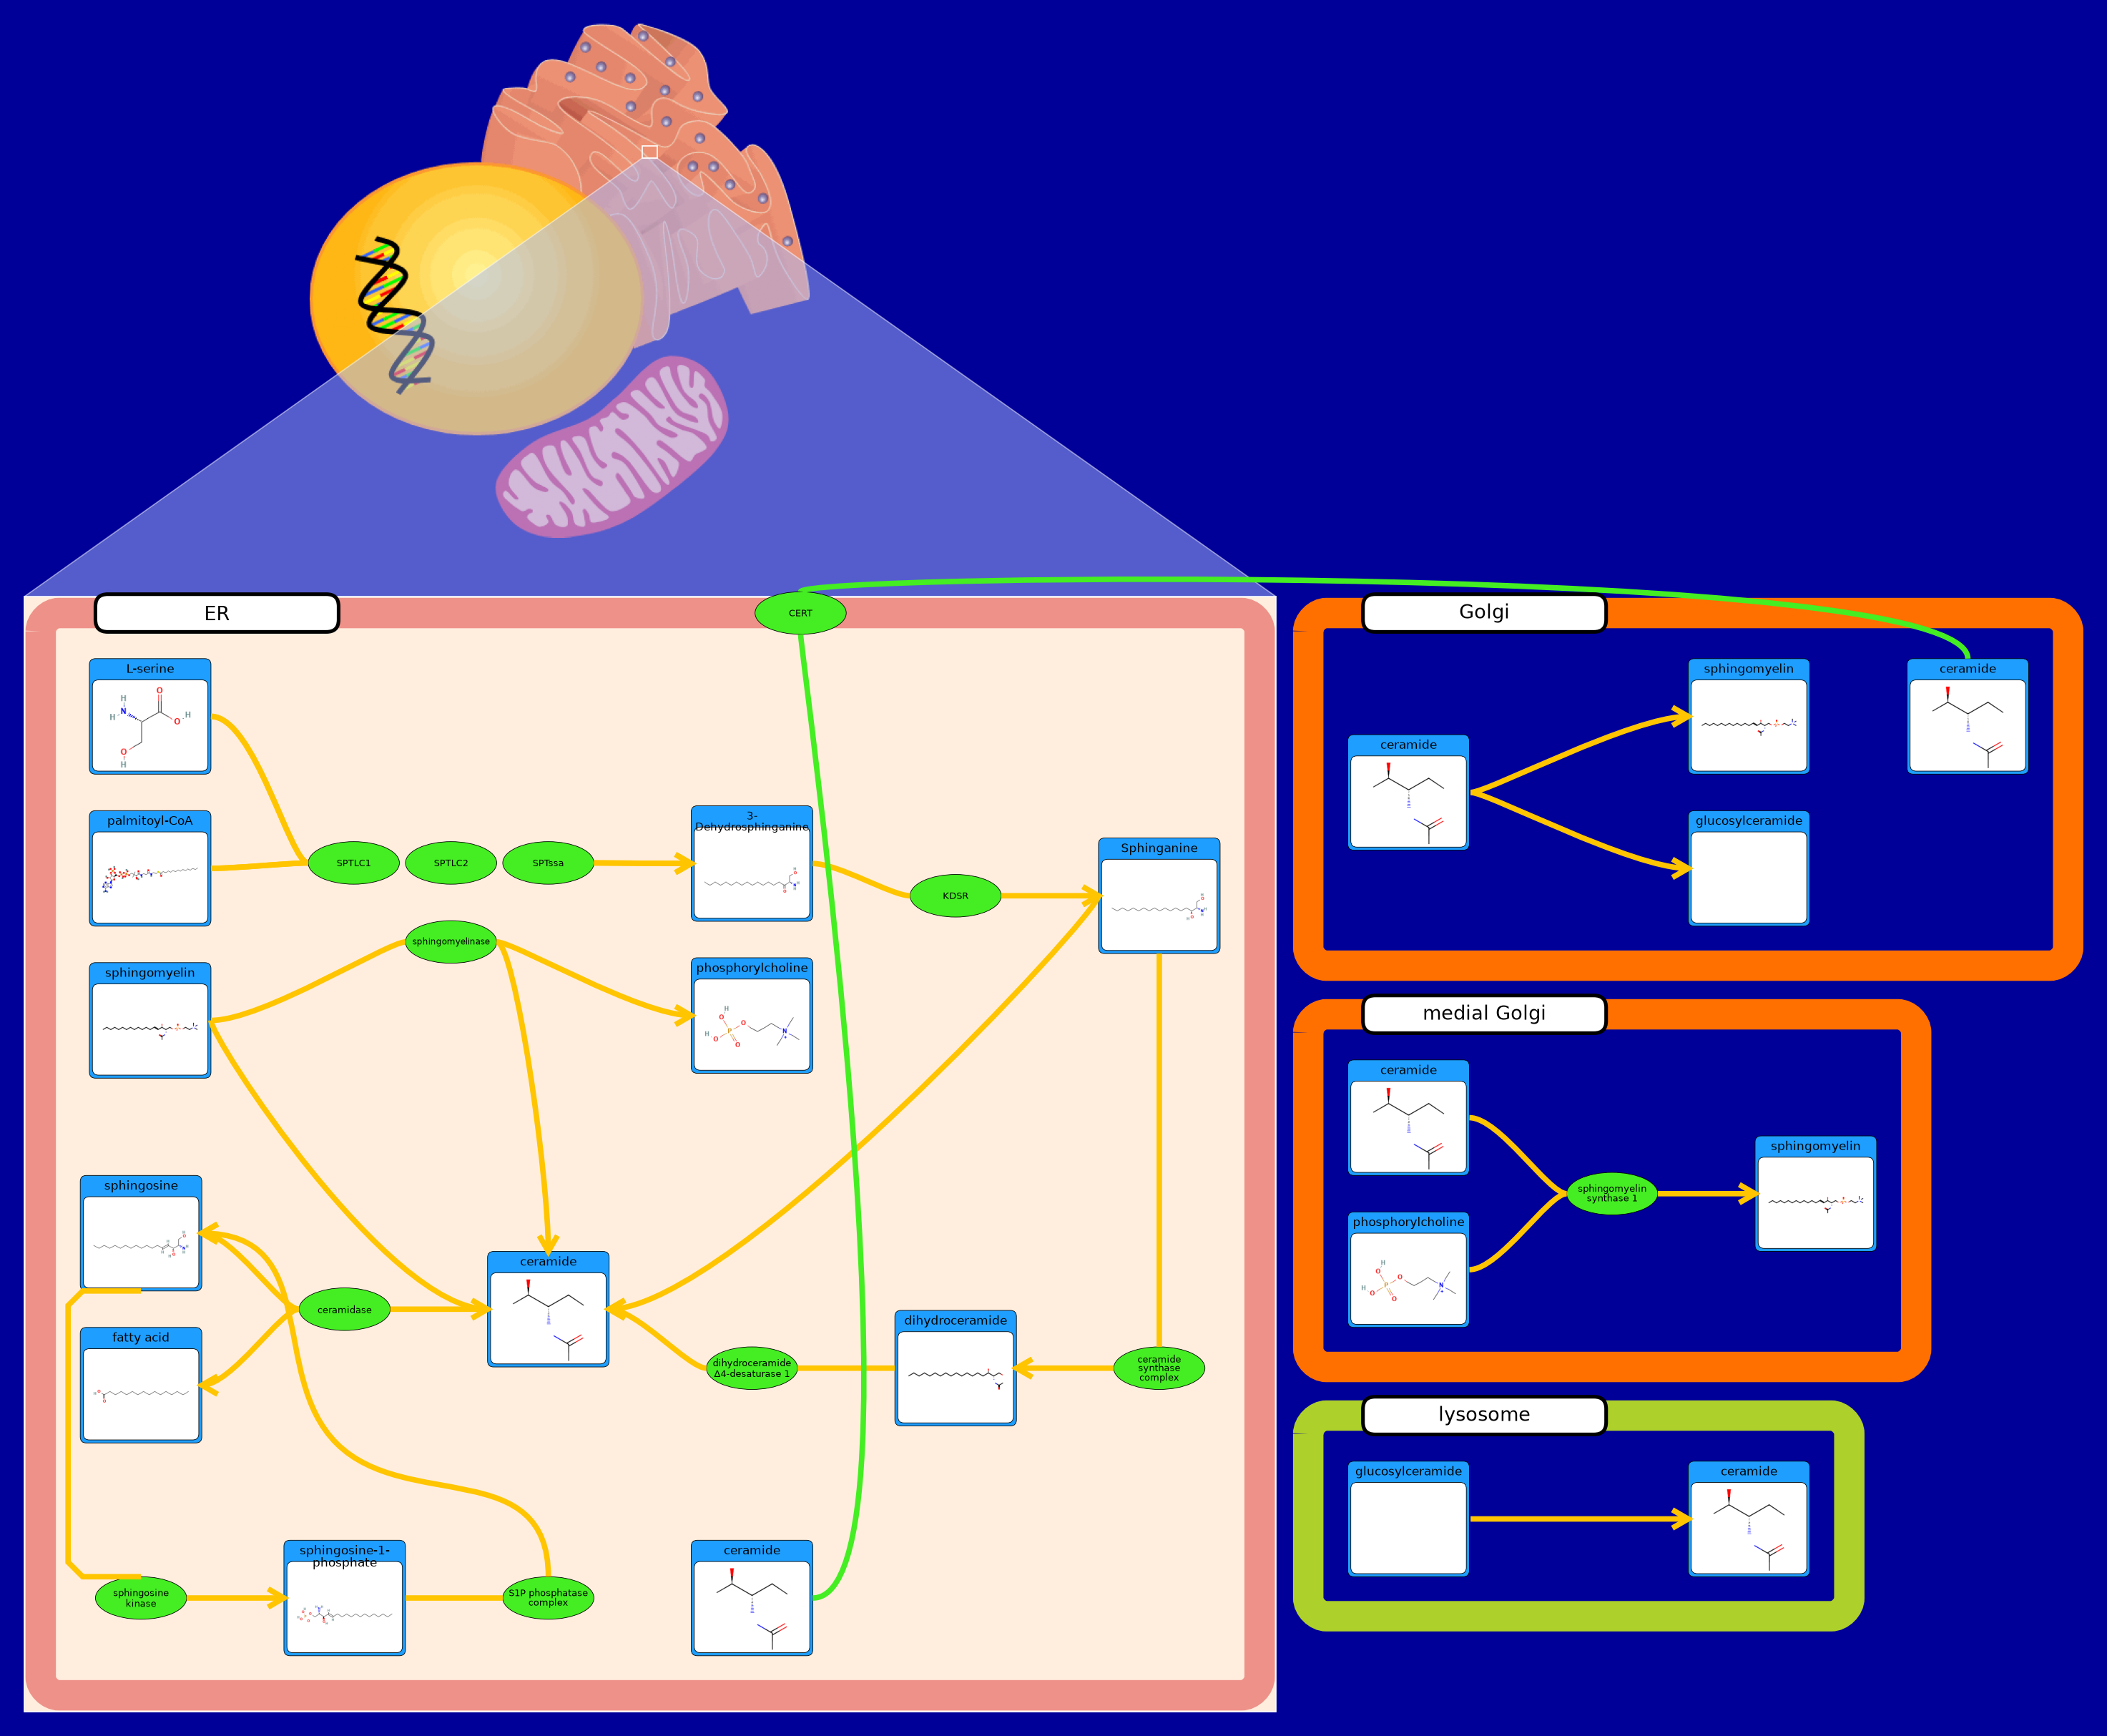 ER
CERT
L-serine
palmitoyl-CoA
SPTLC1
SPTLC2
SPTssa
3-
Dehydrosphinganine
KDSR
Sphinganine
sphingomyelinase
sphingomyelin
phosphorylcholine
sphingosine
ceramidase
ceramide
fatty acid
dihydroceramide
Δ4-desaturase 1
dihydroceramide
ceramide
synthase
complex
sphingosine
kinase
sphingosine-1-
phosphate
S1P phosphatase
complex
ceramide
Golgi
ceramide
sphingomyelin
glucosylceramide
ceramide
medial Golgi
ceramide
phosphorylcholine
sphingomyelin
synthase 1
sphingomyelin
lysosome
glucosylceramide
ceramide